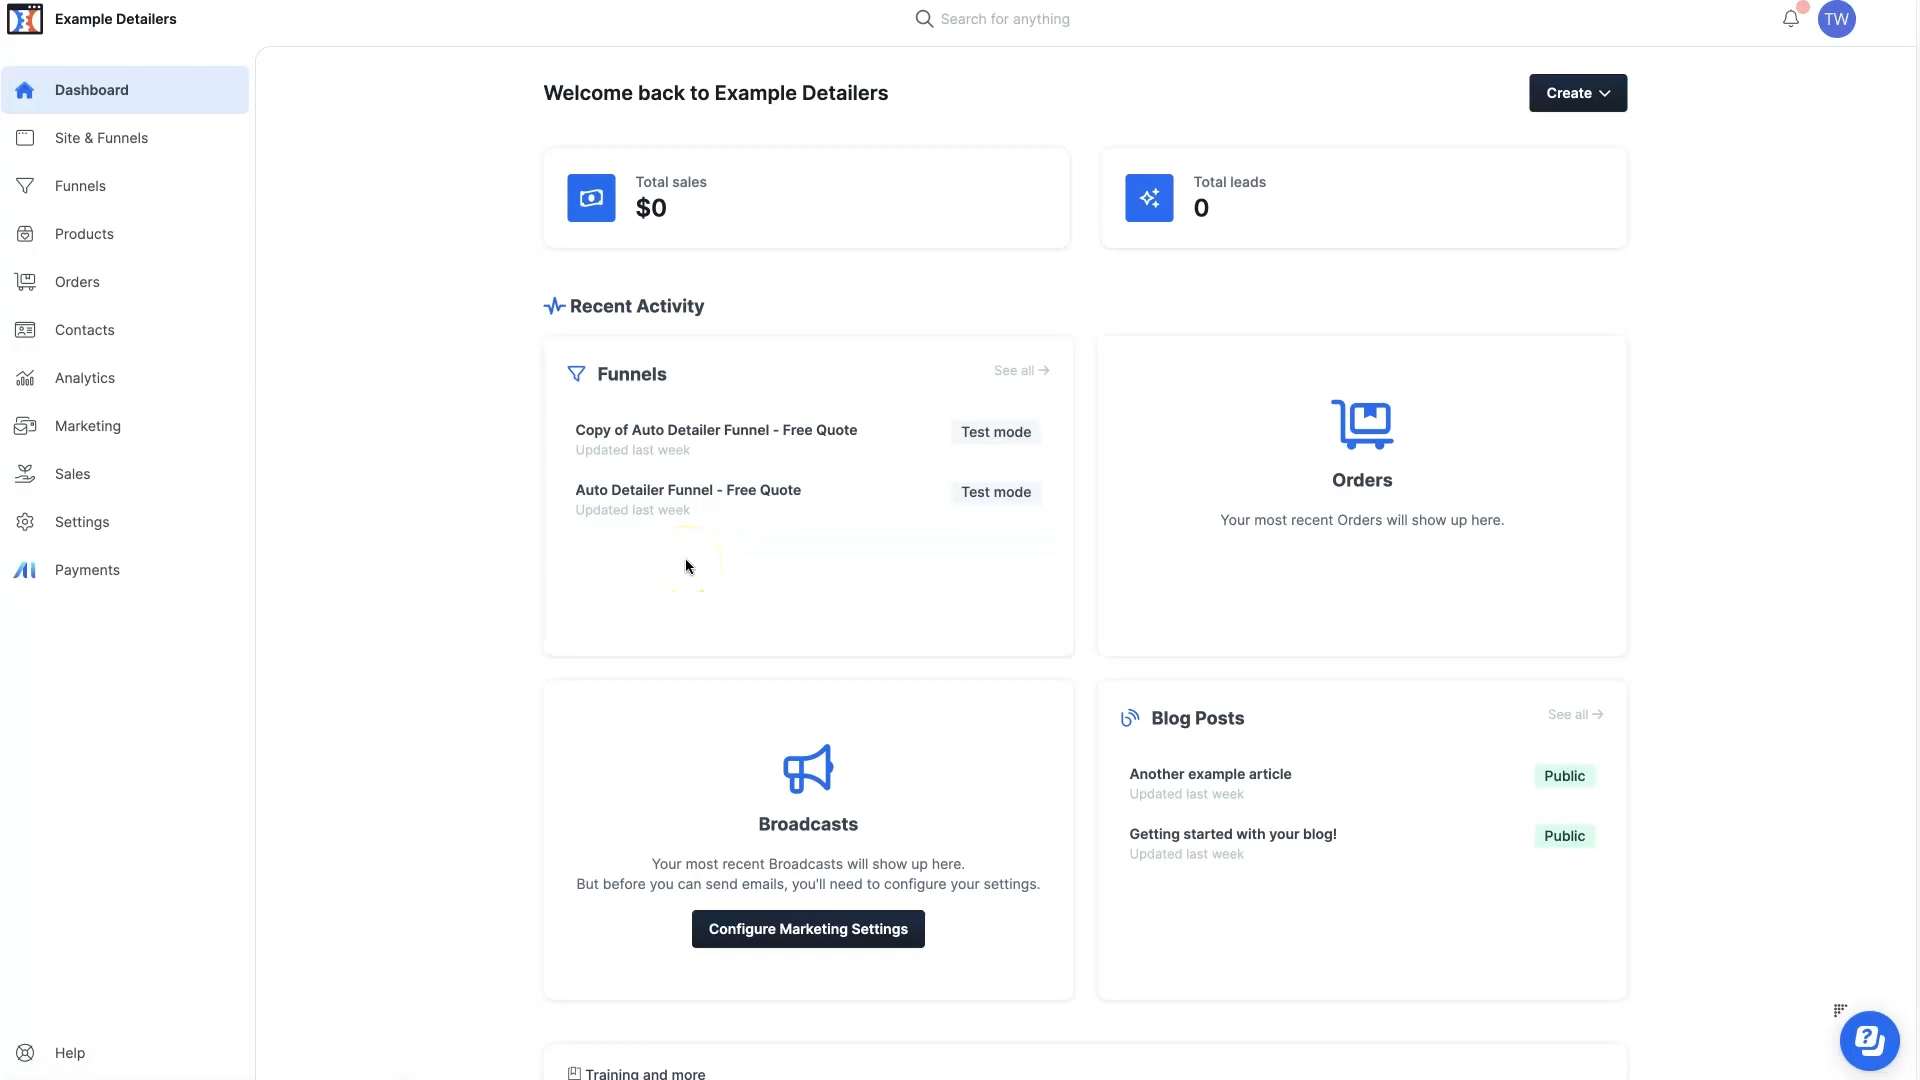 Example Detailers
Search for anything
TW
Dashboard
Site & Funnels
Funnels
Products
Orders
Contacts
Analytics
Marketing
Sales
Settings
Payments
Help
Welcome back to Example Detailers
Create
Total sales
$0
Total leads
0
Recent Activity
Funnels
See all
Copy of Auto Detailer Funnel - Free Quote
Test mode
Updated last week
Auto Detailer Funnel - Free Quote
Test mode
Updated last week
Orders
Your most recent Orders will show up here.
Broadcasts
Your most recent Broadcasts will show up here.
But before you can send emails, you'll need to configure your settings.
Configure Marketing Settings
Blog Posts
See all
Another example article
Public
Updated last week
Getting started with your blog!
Public
Updated last week
Training and more